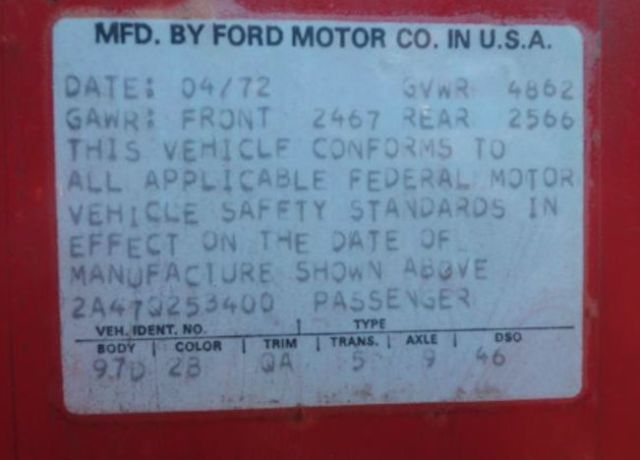 MFD. BY FORD MOTOR CO. IN U.S.A.
DATE: 04/72 GVWR 4862
GAWR: FRONT 2467 REAR 2566
THIS VEHICLE CONFORMS TO
ALL APPLICABLE FEDERAL MOTOR
VEHICLE SAFETY STANDARDS IN
EFFECT ON THE DATE OF
MANUFACTURE SHOWN ABOVE
2A47Q253400 PASSENGER
VEH. IDENT. NO. | TYPE
BODY | COLOR | TRIM | TRANS. | AXLE | DSO
97D 2B QA 5 9 46